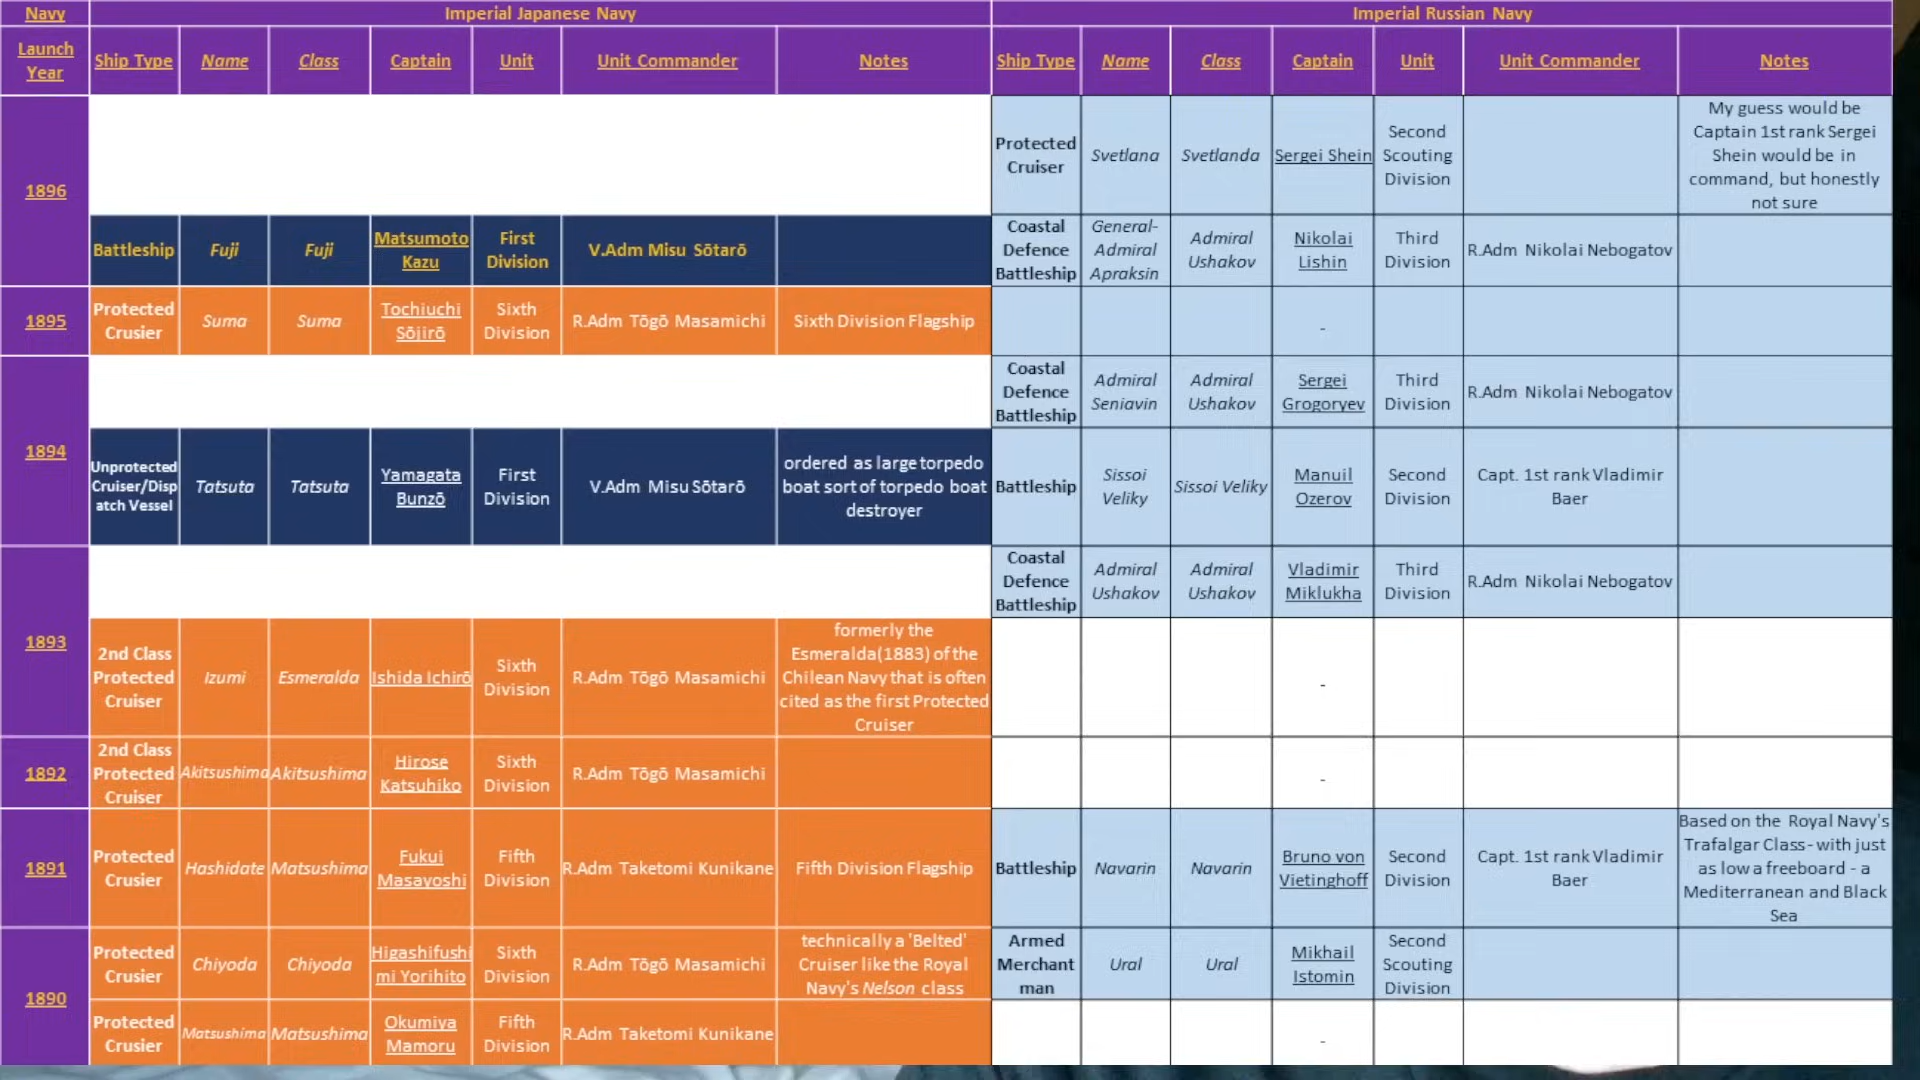 Navy
Imperial Japanese Navy
Imperial Russian Navy
Launch
Year
Ship Type
Name
Class
Captain
Unit
Unit Commander
Notes
Ship Type
Name
Class
Captain
Unit
Unit Commander
Notes
1896
Protected
Cruiser
Svetlana
Svetlanda
Sergei Shein
Second
Scouting
Division
My guess would be
Captain 1st rank Sergei
Shein would be in
command, but honestly
not sure
Battleship
Fuji
Fuji
Matsumoto
Kazu
First
Division
V.Adm Misu Sōtarō
Coastal
Defence
Battleship
General-
Admiral
Apraksin
Admiral
Ushakov
Nikolai
Lishin
Third
Division
R.Adm Nikolai Nebogatov
1895
Protected
Crusier
Suma
Suma
Tochiuchi
Sōjirō
Sixth
Division
R.Adm Tōgō Masamichi
Sixth Division Flagship
-
1894
Coastal
Defence
Battleship
Admiral
Seniavin
Admiral
Ushakov
Sergei
Grogoryev
Third
Division
R.Adm Nikolai Nebogatov
Unprotected
Cruiser/Disp
atch Vessel
Tatsuta
Tatsuta
Yamagata
Bunzō
First
Division
V.Adm Misu Sōtarō
ordered as large torpedo
boat sort of torpedo boat
destroyer
Battleship
Sissoi
Veliky
Sissoi Veliky
Manuil
Ozerov
Second
Division
Capt. 1st rank Vladimir
Baer
1893
Coastal
Defence
Battleship
Admiral
Ushakov
Admiral
Ushakov
Vladimir
Miklukha
Third
Division
R.Adm Nikolai Nebogatov
2nd Class
Protected
Cruiser
Izumi
Esmeralda
Ishida Ichirō
Sixth
Division
R.Adm Tōgō Masamichi
formerly the
Esmeralda(1883) of the
Chilean Navy that is often
cited as the first Protected
Cruiser
-
1892
2nd Class
Protected
Cruiser
Akitsushima
Akitsushima
Hirose
Katsuhiko
Sixth
Division
R.Adm Tōgō Masamichi
-
1891
Protected
Crusier
Hashidate
Matsushima
Fukui
Masayoshi
Fifth
Division
R.Adm Taketomi Kunikane
Fifth Division Flagship
Battleship
Navarin
Navarin
Bruno von
Vietinghoff
Second
Division
Capt. 1st rank Vladimir
Baer
Based on the Royal Navy's
Trafalgar Class- with just
as low a freeboard - a
Mediterranean and Black
Sea
1890
Protected
Crusier
Chiyoda
Chiyoda
Higashifushi
mi Yorihito
Sixth
Division
R.Adm Tōgō Masamichi
technically a 'Belted'
Cruiser like the Royal
Navy's Nelson class
Armed
Merchant
man
Ural
Ural
Mikhail
Istomin
Second
Scouting
Division
Protected
Crusier
Matsushima
Matsushima
Okumiya
Mamoru
Fifth
Division
R.Adm Taketomi Kunikane
-